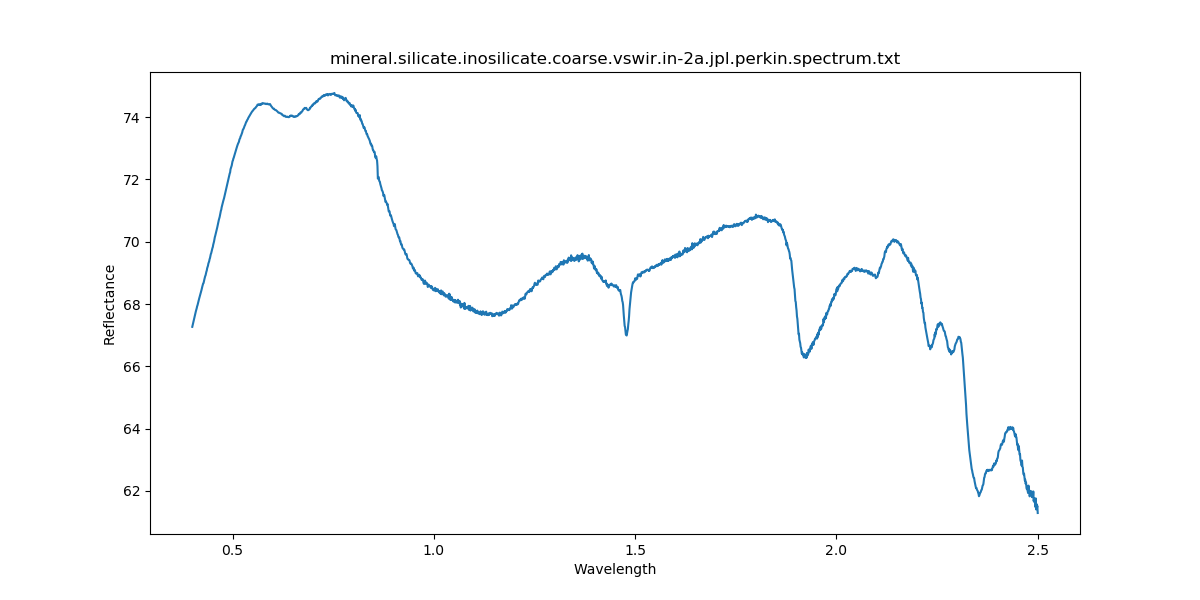 mineral.silicate.inosilicate.coarse.vswir.in-2a.jpl.perkin.spectrum.txt
Reflectance
74
72
70
68
66
64
62
0.5 1.0 1.5 2.0 2.5
Wavelength